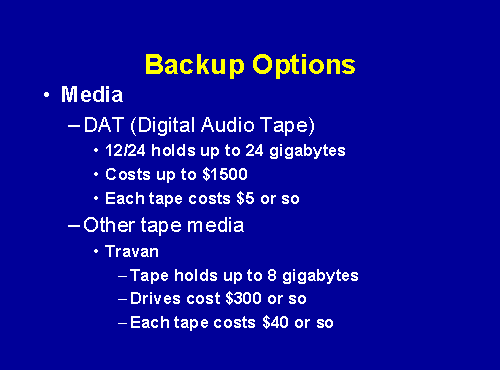 Backup Options
• Media
– DAT (Digital Audio Tape)
• 12/24 holds up to 24 gigabytes
• Costs up to $1500
• Each tape costs $5 or so
– Other tape media
• Travan
– Tape holds up to 8 gigabytes
– Drives cost $300 or so
– Each tape costs $40 or so